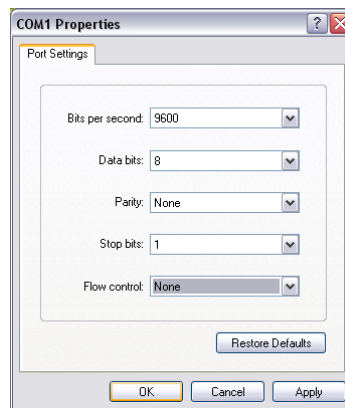 COM1 Properties
Port Settings
Bits per second: 9600
Data bits: 8
Parity: None
Stop bits: 1
Flow control: None
Restore Defaults
OK Cancel Apply